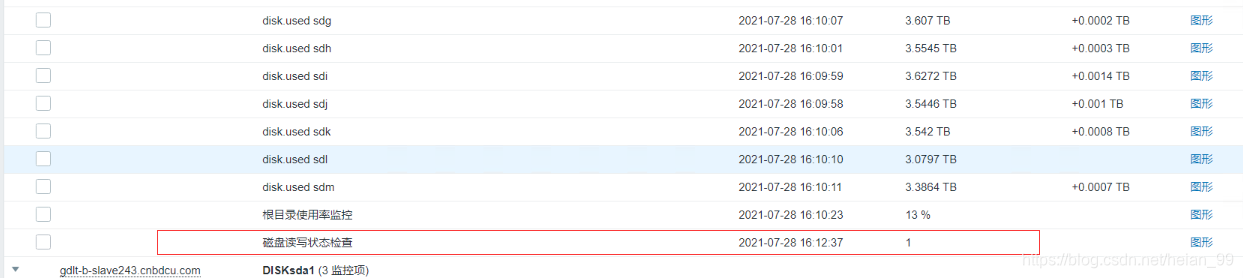 disk.used sdg 2021-07-28 16:10:07 3.607 TB +0.0002 TB 图形
disk.used sdh 2021-07-28 16:10:01 3.5545 TB +0.0003 TB 图形
disk.used sdi 2021-07-28 16:09:59 3.6272 TB +0.0014 TB 图形
disk.used sdj 2021-07-28 16:09:58 3.5446 TB +0.001 TB 图形
disk.used sdk 2021-07-28 16:10:06 3.542 TB +0.0008 TB 图形
disk.used sdl 2021-07-28 16:10:10 3.0797 TB 图形
disk.used sdm 2021-07-28 16:10:11 3.3864 TB +0.0007 TB 图形
根目录使用率监控 2021-07-28 16:10:23 13 % 图形
磁盘读写状态检查 2021-07-28 16:12:37 1 图形
gdlt-b-slave243.cnbdcu.com DISKsda1 (3 监控项)
https://blog.csdn.net/heian_99